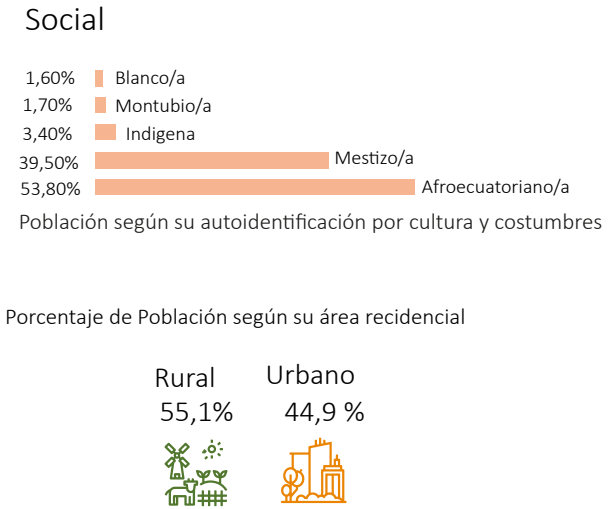 Social
1,60% Blanco/a
1,70% Montubio/a
3,40% Indigena
39,50% Mestizo/a
53,80% Afroecuatoriano/a
Población según su autoidentificación por cultura y costumbres
Porcentaje de Población según su área recidencial
Rural Urbano
55,1% 44,9 %